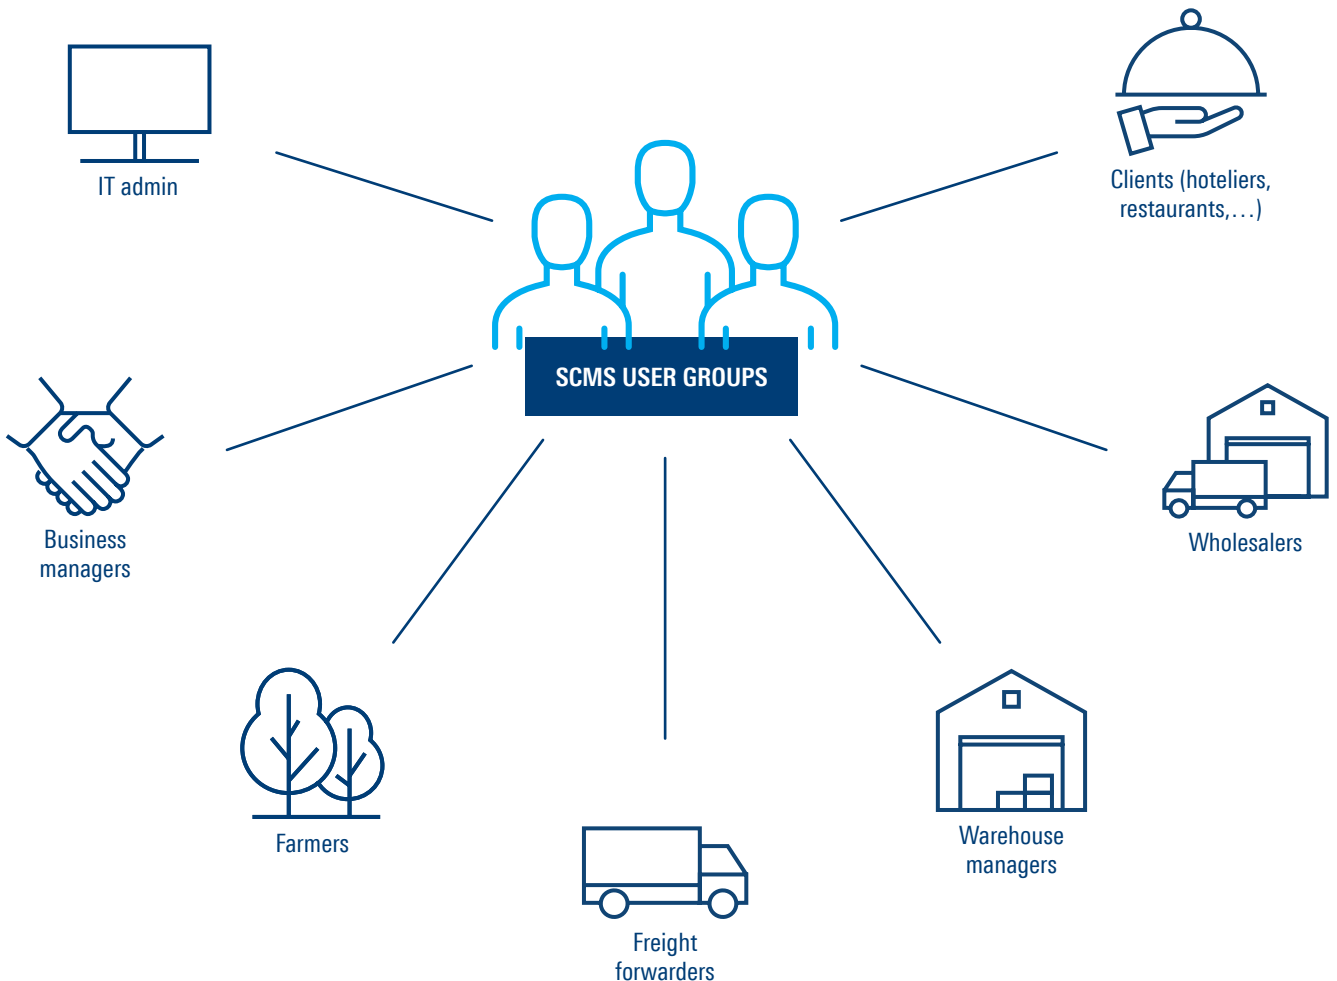 IT admin
Clients (hoteliers,
restaurants,...)
SCMS USER GROUPS
Business
managers
Wholesalers
Farmers
Warehouse
managers
Freight
forwarders